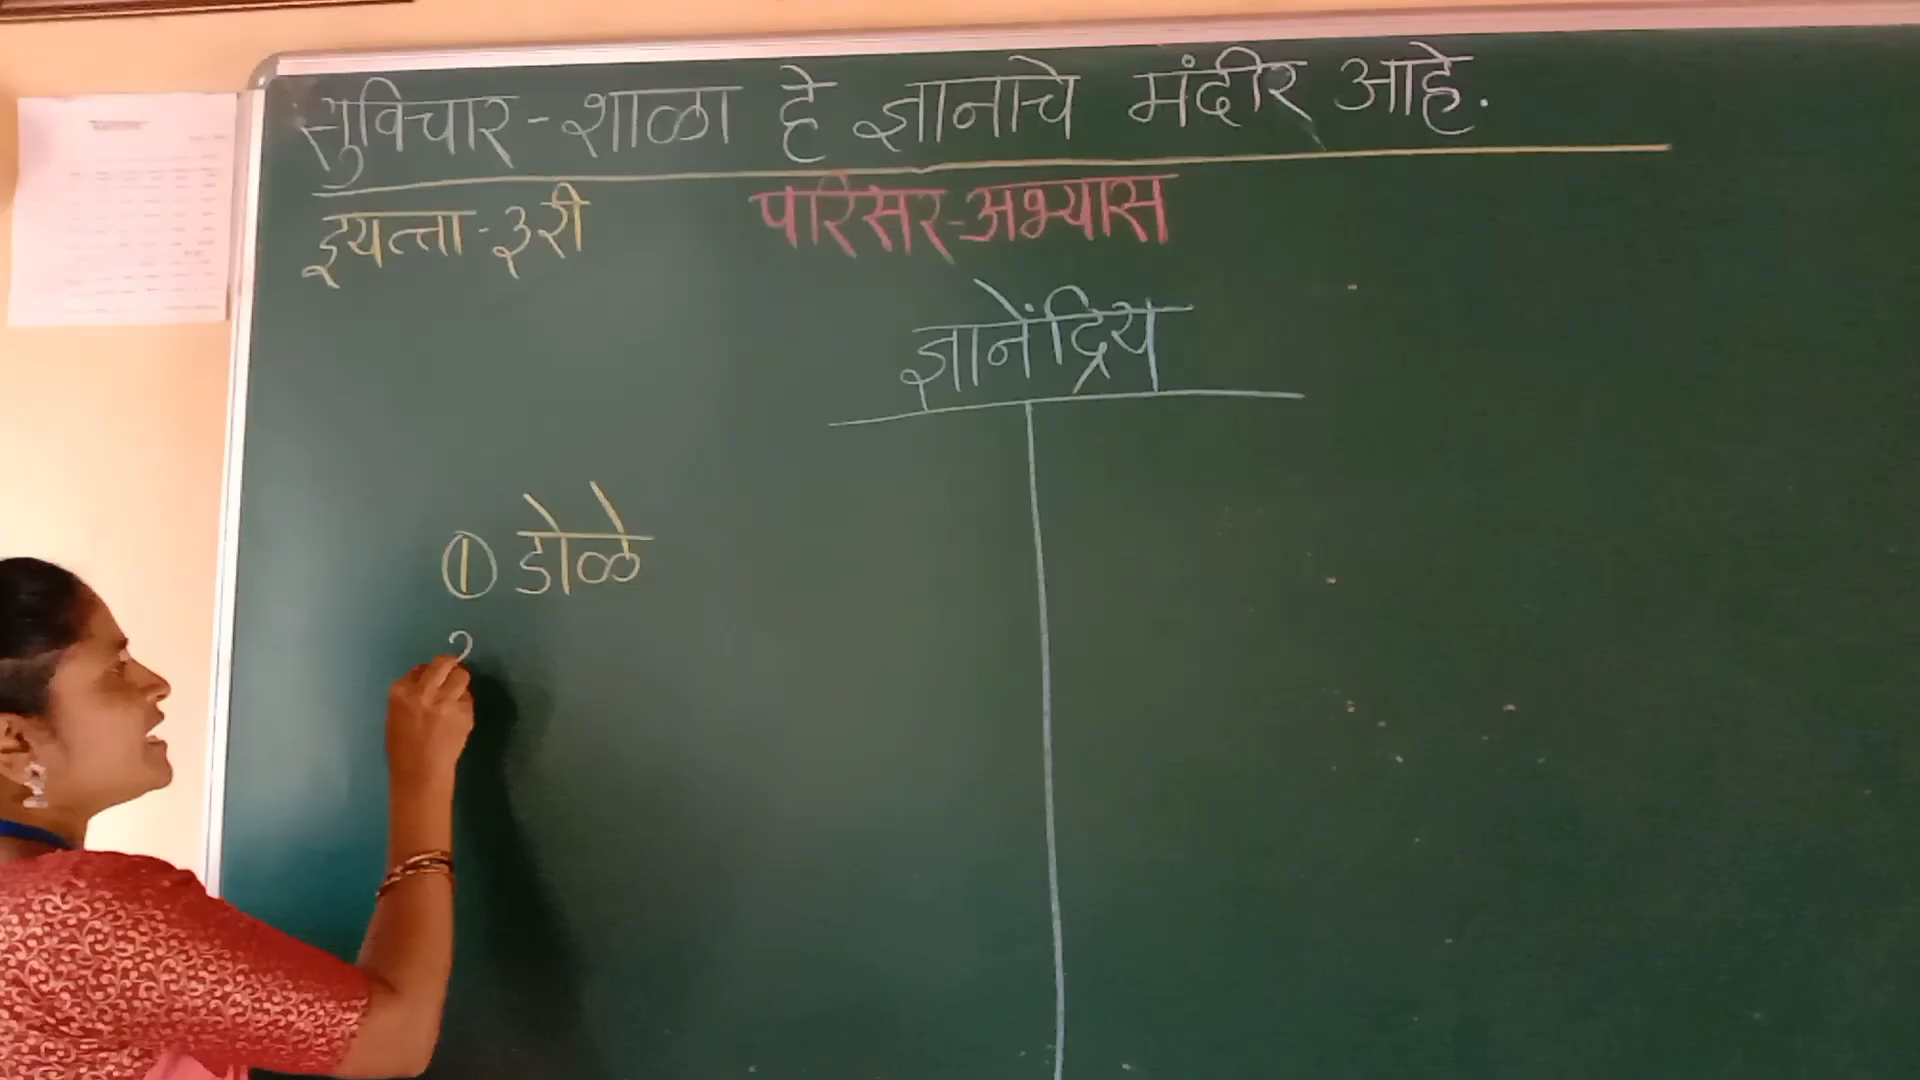 सुविचार - शाळा हे ज्ञानाचे मंदीर आहे.
इयत्ता - ३री परिसर - अभ्यास
ज्ञानेंद्रिय
① डोळे
२